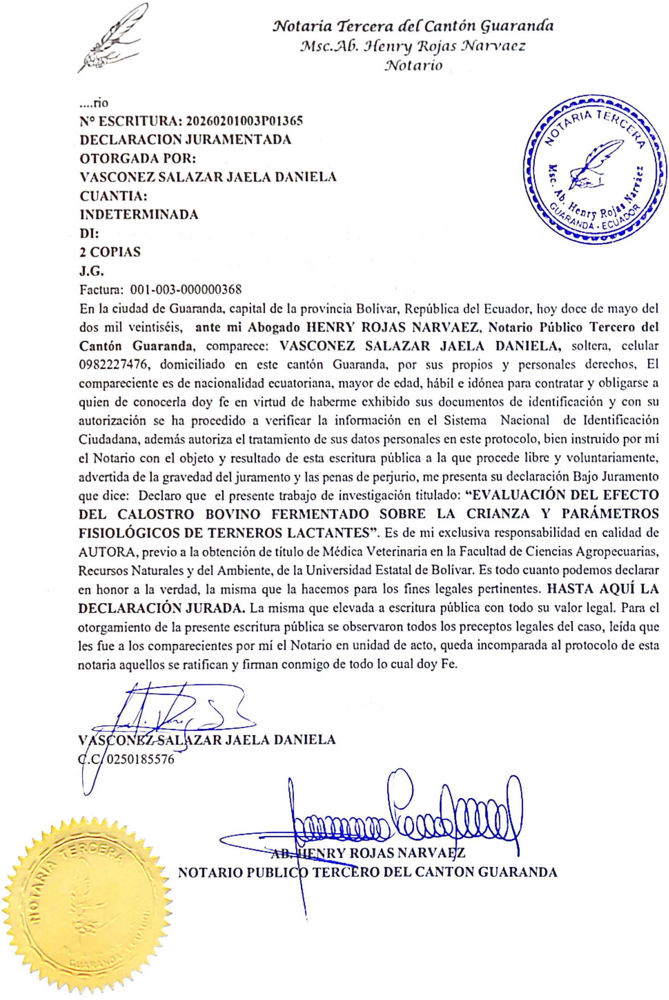 Notaria Tercera del Cantón Guaranda
Msc.Ab. Henry Rojas Narvaez
Notario
....rio
Nº ESCRITURA: 20260201003P01365
DECLARACION JURAMENTADA
OTORGADA POR:
VASCONEZ SALAZAR JAELA DANIELA
CUANTIA:
INDETERMINADA
DI:
2 COPIAS
J.G.
Factura: 001-003-000000368
NOTARIA TERCERA
Msc. Ab. Henry Rojas Narváez
GUARANDA - ECUADOR
En la ciudad de Guaranda, capital de la provincia Bolívar, República del Ecuador, hoy doce de mayo del
dos mil veintiséis, ante mi Abogado HENRY ROJAS NARVAEZ, Notario Público Tercero del
Cantón Guaranda, comparece: VASCONEZ SALAZAR JAELA DANIELA, soltera, celular
0982227476, domiciliado en este cantón Guaranda, por sus propios y personales derechos, El
compareciente es de nacionalidad ecuatoriana, mayor de edad, hábil e idónea para contratar y obligarse a
quien de conocerla doy fe en virtud de haberme exhibido sus documentos de identificación y con su
autorización se ha procedido a verificar la información en el Sistema Nacional de Identificación
Ciudadana, además autoriza el tratamiento de sus datos personales en este protocolo, bien instruido por mí
el Notario con el objeto y resultado de esta escritura pública a la que procede libre y voluntariamente,
advertida de la gravedad del juramento y las penas de perjurio, me presenta su declaración Bajo Juramento
que dice: Declaro que el presente trabajo de investigación titulado: “EVALUACIÓN DEL EFECTO
DEL CALOSTRO BOVINO FERMENTADO SOBRE LA CRIANZA Y PARÁMETROS
FISIOLÓGICOS DE TERNEROS LACTANTES”. Es de mi exclusiva responsabilidad en calidad de
AUTORA, previo a la obtención de título de Médica Veterinaria en la Facultad de Ciencias Agropecuarias,
Recursos Naturales y del Ambiente, de la Universidad Estatal de Bolívar. Es todo cuanto podemos declarar
en honor a la verdad, la misma que la hacemos para los fines legales pertinentes. HASTA AQUÍ LA
DECLARACIÓN JURADA. La misma que elevada a escritura pública con todo su valor legal. Para el
otorgamiento de la presente escritura pública se observaron todos los preceptos legales del caso, leída que
les fue a los comparecientes por mí el Notario en unidad de acto, queda incomparada al protocolo de esta
notaria aquellos se ratifican y firman conmigo de todo lo cual doy Fe.
VASCONEZ SALAZAR JAELA DANIELA
C.C. 0250185576
AB. HENRY ROJAS NARVAEZ
NOTARIO PUBLICO TERCERO DEL CANTON GUARANDA
NOTARIA TERCERA
GUARANDA ECUADOR